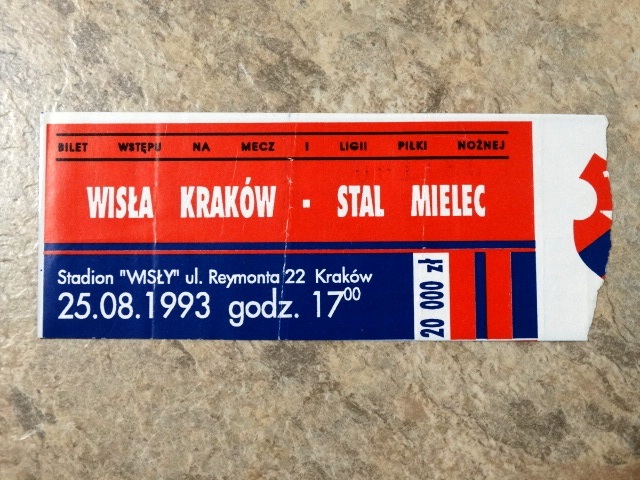 BILET WSTĘPU NA MECZ I LIGII PIŁKI NOŻNEJ
WISŁA KRAKÓW - STAL MIELEC
Stadion "WISŁY" ul. Reymonta 22 Kraków
25.08.1993 godz. 17⁰⁰
20 000 zł